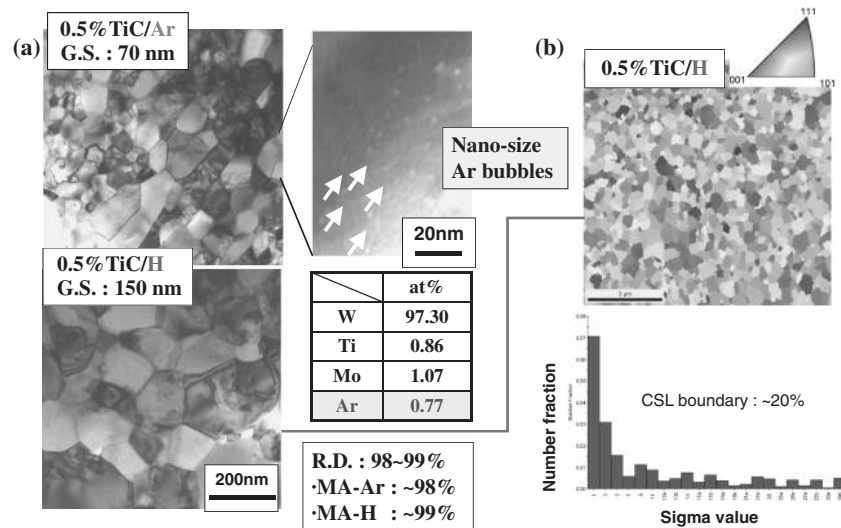 (a)
0.5%TiC/Ar
G.S. : 70 nm
Nano-size
Ar bubbles
20nm
0.5%TiC/H
G.S. : 150 nm
200nm
at%
W 97.30
Ti 0.86
Mo 1.07
Ar 0.77
R.D. : 98~99%
·MA-Ar : ~98%
·MA-H : ~99%
(b)
0.5%TiC/H
111
001
101
Number fraction
CSL boundary : ~20%
Sigma value